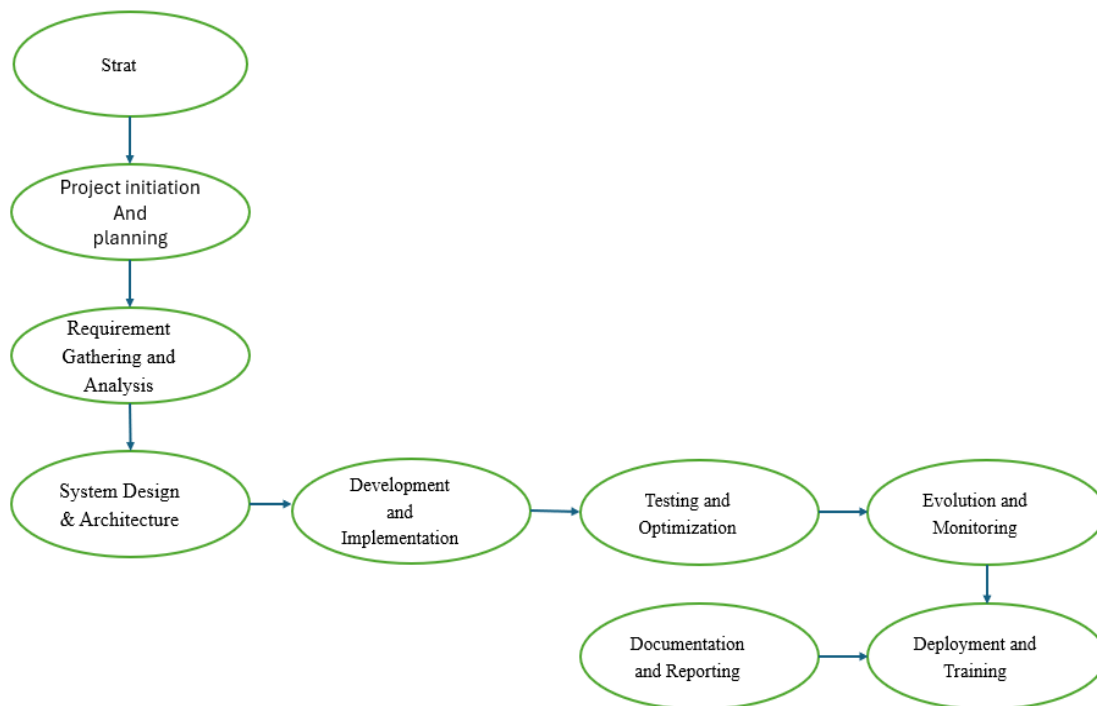 Strat
Project initiation
And
planning
Requirement
Gathering and
Analysis
System Design
& Architecture
Development
and
Implementation
Testing and
Optimization
Evolution and
Monitoring
Documentation
and Reporting
Deployment and
Training